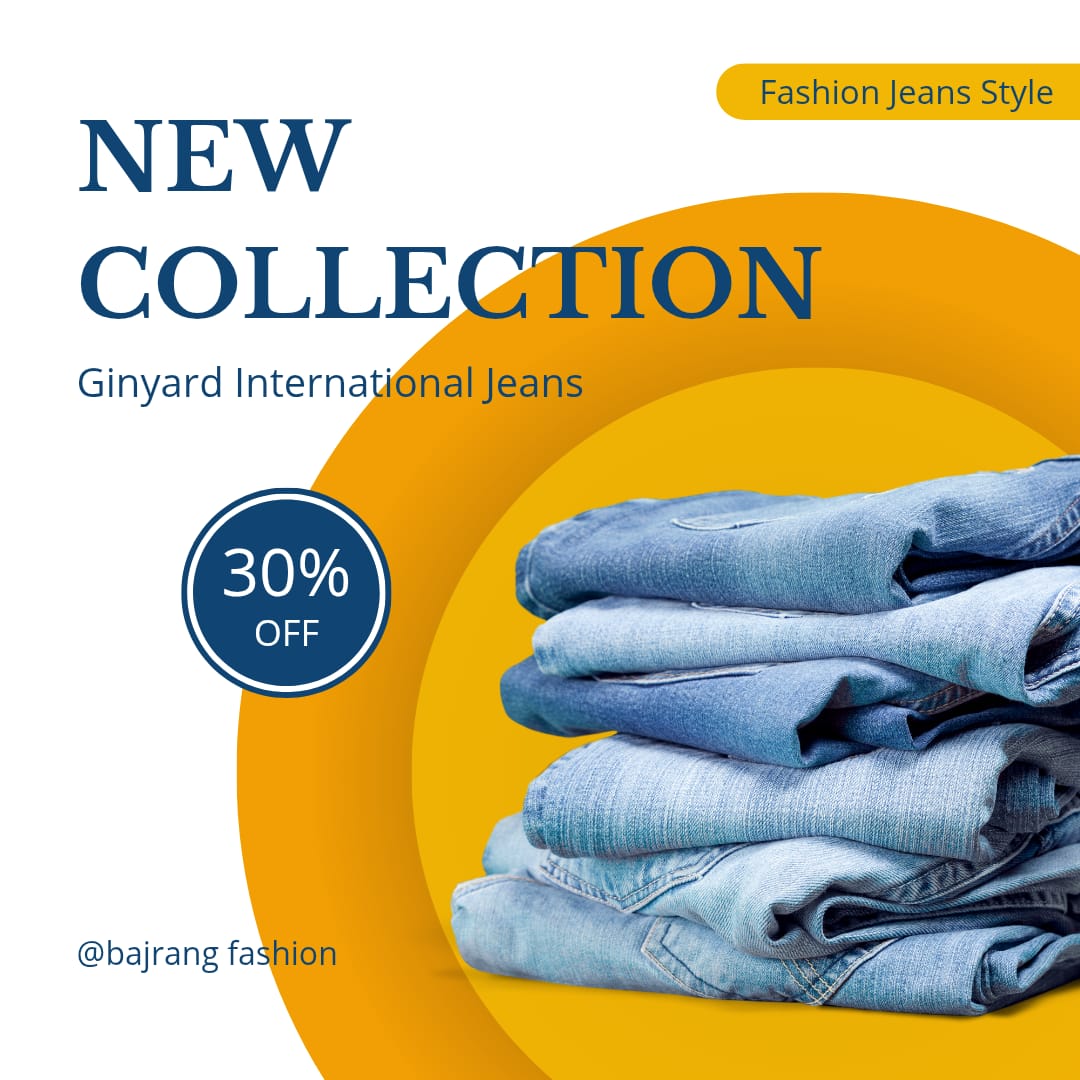 Fashion Jeans Style
NEW
COLLECTION
Ginyard International Jeans
30%
OFF
@bajrang fashion